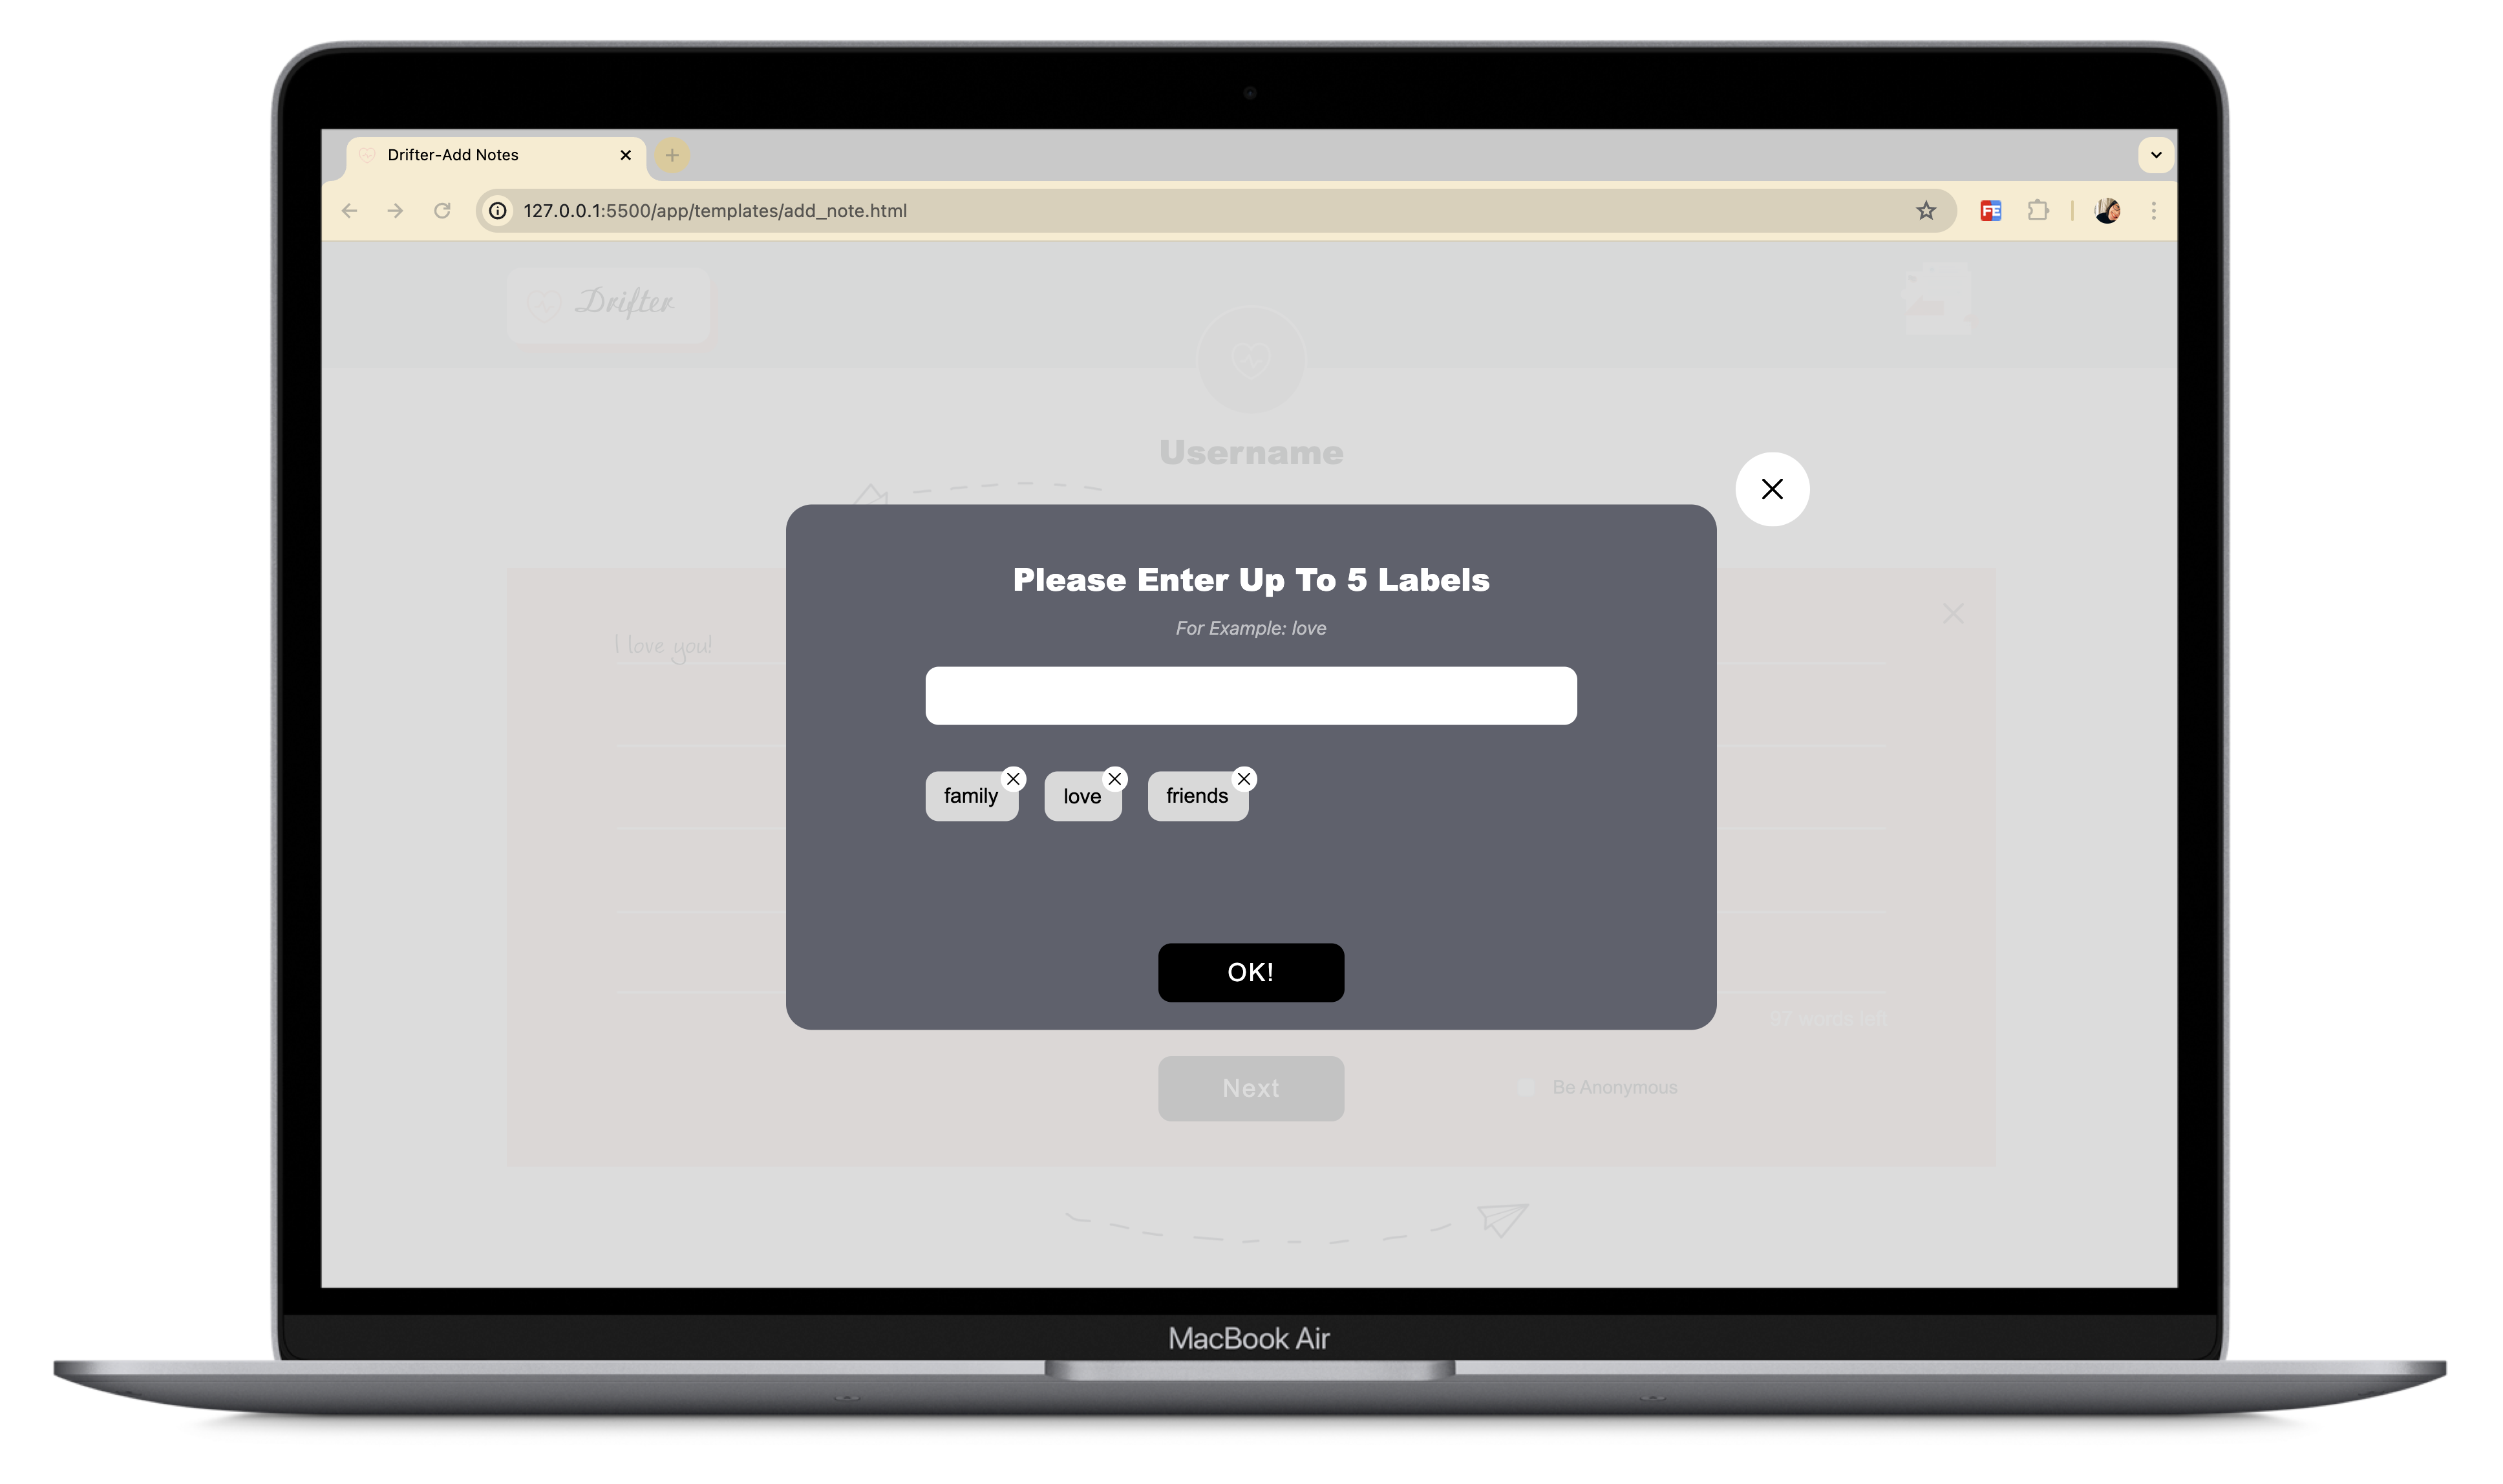 Drifter-Add Notes
127.0.0.1:5500/app/templates/add_note.html
FE
Drifter
Username
Please Enter Up To 5 Labels
For Example: love
I love you!
family love friends
OK!
97 words left
Next
Be Anonymous
MacBook Air